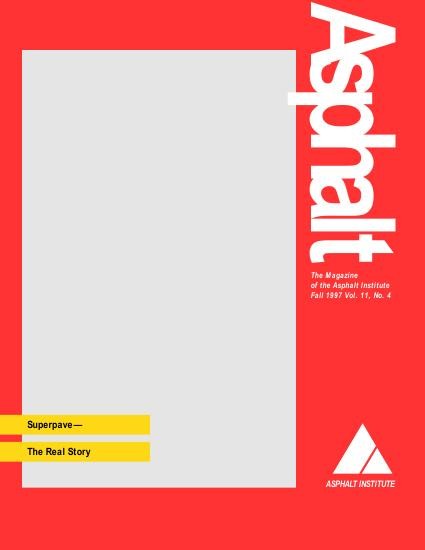 Asphalt
The Magazine
of the Asphalt Institute
Fall 1997 Vol. 11, No. 4
Superpave—
The Real Story
ASPHALT INSTITUTE